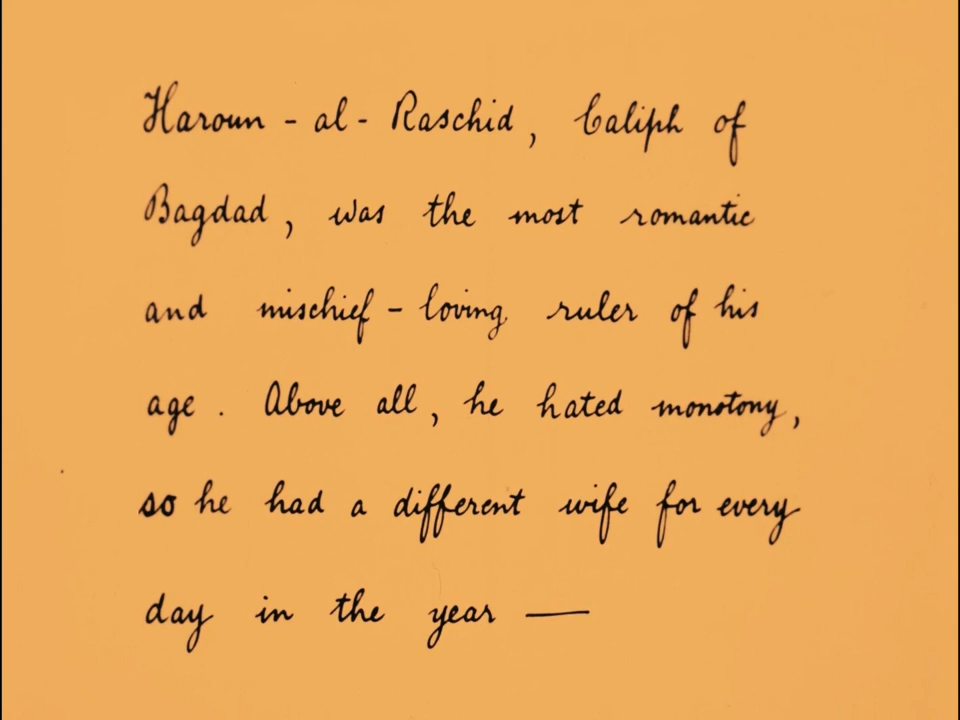 Haroun - al - Raschid, Caliph of
Bagdad, was the most romantic
and mischief - loving ruler of his
age. Above all, he hated monotony,
so he had a different wife for every
day in the year —